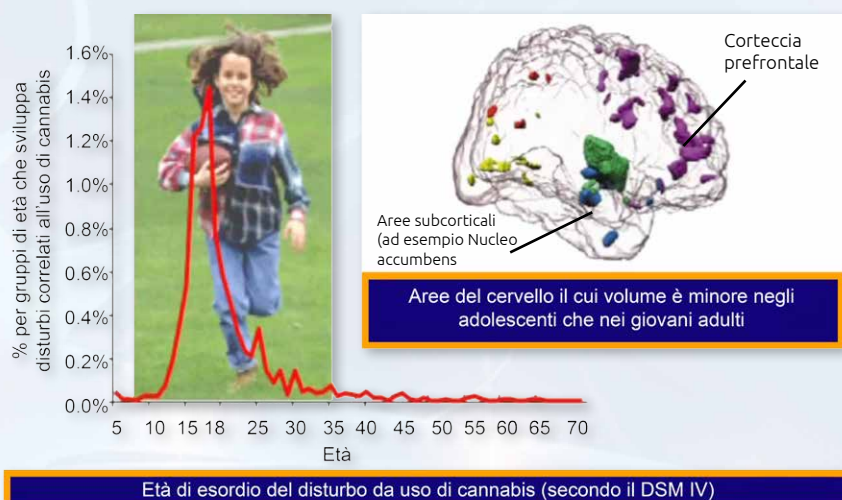 % per gruppi di età che sviluppa
disturbi correlati all'uso di cannabis
1.6%
1.4%
1.2%
1.0%
0.8%
0.6%
0.4%
0.2%
0.0%
5 10 15 18 25 30 35 40 45 50 55 60 65 70
Età
Corteccia
prefrontale
Aree subcorticali
(ad esempio Nucleo
accumbens
Aree del cervello il cui volume è minore negli
adolescenti che nei giovani adulti
Età di esordio del disturbo da uso di cannabis (secondo il DSM IV)